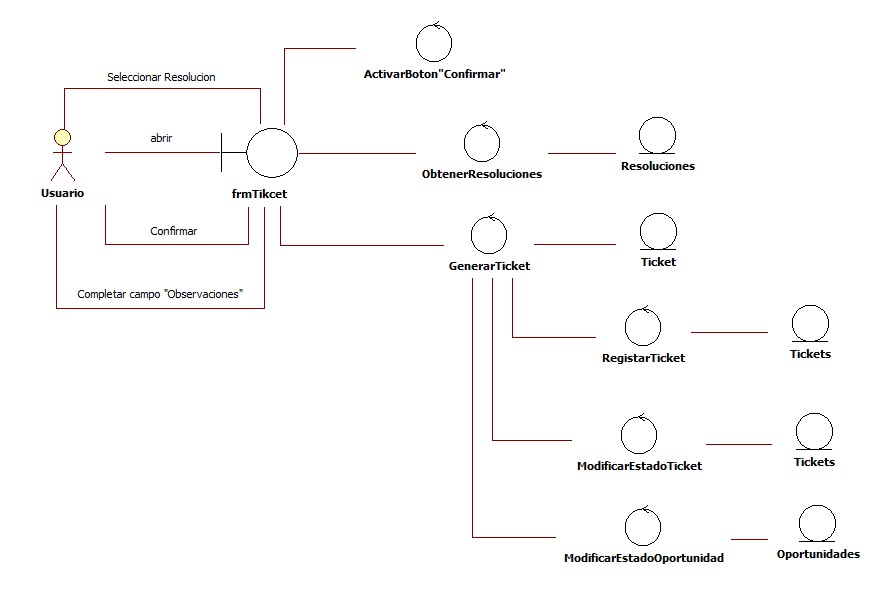 ActivarBoton"Confirmar"
Seleccionar Resolucion
abrir
Usuario
frmTikcet
ObtenerResoluciones
Resoluciones
Confirmar
GenerarTicket
Ticket
Completar campo "Observaciones"
RegistarTicket
Tickets
ModificarEstadoTicket
Tickets
ModificarEstadoOportunidad
Oportunidades